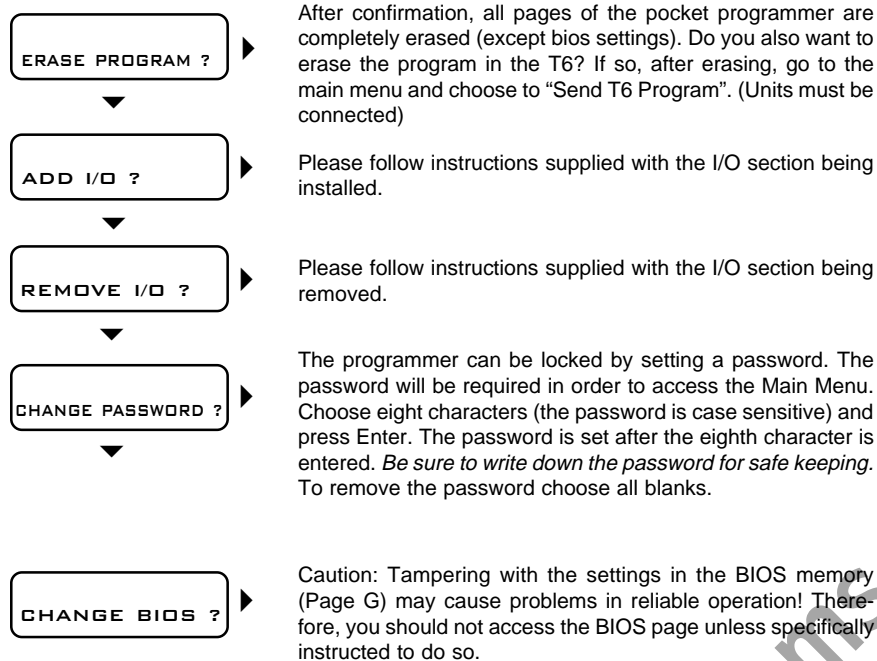 ERASE PROGRAM ?
After confirmation, all pages of the pocket programmer are
completely erased (except bios settings). Do you also want to
erase the program in the T6? If so, after erasing, go to the
main menu and choose to “Send T6 Program”. (Units must be
connected)
ADD I/O ?
Please follow instructions supplied with the I/O section being
installed.
REMOVE I/O ?
Please follow instructions supplied with the I/O section being
removed.
CHANGE PASSWORD ?
The programmer can be locked by setting a password. The
password will be required in order to access the Main Menu.
Choose eight characters (the password is case sensitive) and
press Enter. The password is set after the eighth character is
entered. Be sure to write down the password for safe keeping.
To remove the password choose all blanks.
CHANGE BIOS ?
Caution: Tampering with the settings in the BIOS memory
(Page G) may cause problems in reliable operation! There-
fore, you should not access the BIOS page unless specifically
instructed to do so.
ms